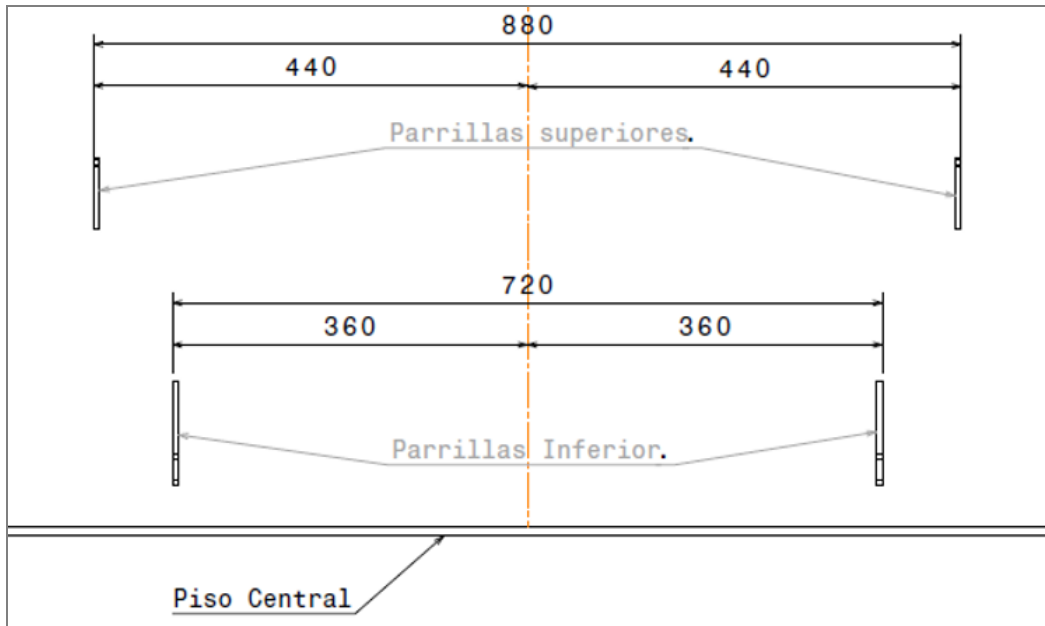 880
440 440
Parrillas superiores.
720
360 360
Parrillas Inferior.
Piso Central